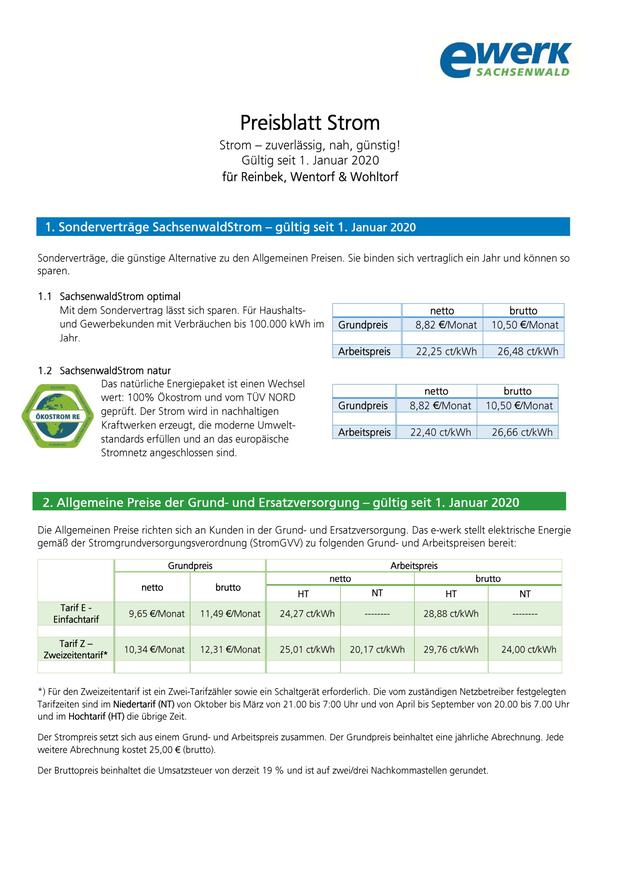 ewerk
SACHSENWALD
Preisblatt Strom
Strom – zuverlässig, nah, günstig!
Gültig seit 1. Januar 2020
für Reinbek, Wentorf & Wohltorf
1. Sonderverträge SachsenwaldStrom – gültig seit 1. Januar 2020
Sonderverträge, die günstige Alternative zu den Allgemeinen Preisen. Sie binden sich vertraglich ein Jahr und können so
sparen.
1.1 SachsenwaldStrom optimal
Mit dem Sondervertrag lässt sich sparen. Für Haushalts-
und Gewerbekunden mit Verbräuchen bis 100.000 kWh im
Jahr.
netto brutto
Grundpreis 8,82 €/Monat 10,50 €/Monat
Arbeitspreis 22,25 ct/kWh 26,48 ct/kWh
1.2 SachsenwaldStrom natur
Das natürliche Energiepaket ist einen Wechsel
wert: 100% Ökostrom und vom TÜV NORD
geprüft. Der Strom wird in nachhaltigen
Kraftwerken erzeugt, die moderne Umwelt-
standards erfüllen und an das europäische
Stromnetz angeschlossen sind.
ÖKOSTROM RE
netto brutto
Grundpreis 8,82 €/Monat 10,50 €/Monat
Arbeitspreis 22,40 ct/kWh 26,66 ct/kWh
2. Allgemeine Preise der Grund- und Ersatzversorgung – gültig seit 1. Januar 2020
Die Allgemeinen Preise richten sich an Kunden in der Grund- und Ersatzversorgung. Das e-werk stellt elektrische Energie
gemäß der Stromgrundversorgungsverordnung (StromGVV) zu folgenden Grund- und Arbeitspreisen bereit:
Grundpreis Arbeitspreis
netto brutto netto brutto
HT NT HT NT
Tarif E -
Einfachtarif 9,65 €/Monat 11,49 €/Monat 24,27 ct/kWh -------- 28,88 ct/kWh --------
Tarif Z –
Zweizeitentarif* 10,34 €/Monat 12,31 €/Monat 25,01 ct/kWh 20,17 ct/kWh 29,76 ct/kWh 24,00 ct/kWh
*) Für den Zweizeitentarif ist ein Zwei-Tarifzähler sowie ein Schaltgerät erforderlich. Die vom zuständigen Netzbetreiber festgelegten
Tarifzeiten sind im Niedertarif (NT) von Oktober bis März von 21.00 bis 7:00 Uhr und von April bis September von 20.00 bis 7.00 Uhr
und im Hochtarif (HT) die übrige Zeit.
Der Strompreis setzt sich aus einem Grund- und Arbeitspreis zusammen. Der Grundpreis beinhaltet eine jährliche Abrechnung. Jede
weitere Abrechnung kostet 25,00 € (brutto).
Der Bruttopreis beinhaltet die Umsatzsteuer von derzeit 19 % und ist auf zwei/drei Nachkommastellen gerundet.